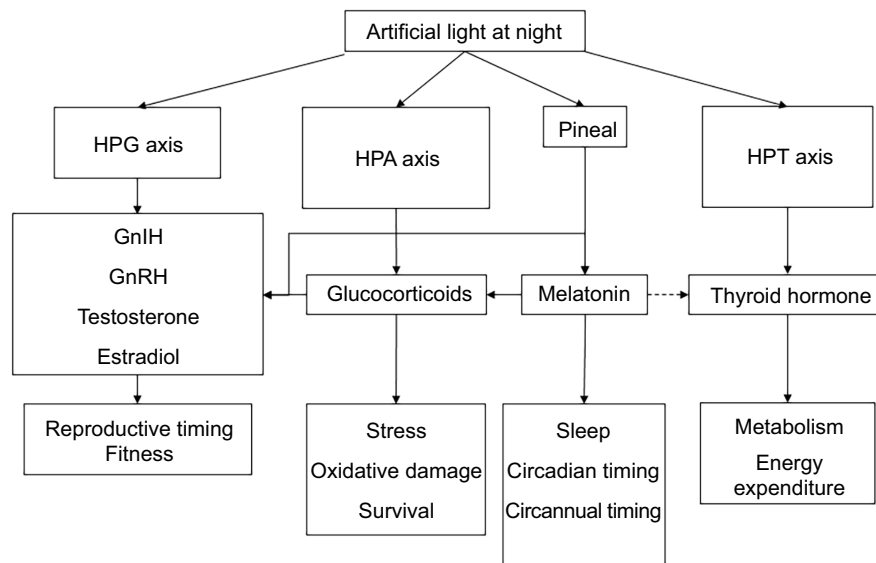 Artificial light at night
HPG axis
HPA axis
Pineal
HPT axis
GnIH
GnRH
Testosterone
Estradiol
Glucocorticoids
Melatonin
Thyroid hormone
Reproductive timing
Fitness
Stress
Oxidative damage
Survival
Sleep
Circadian timing
Circannual timing
Metabolism
Energy
expenditure